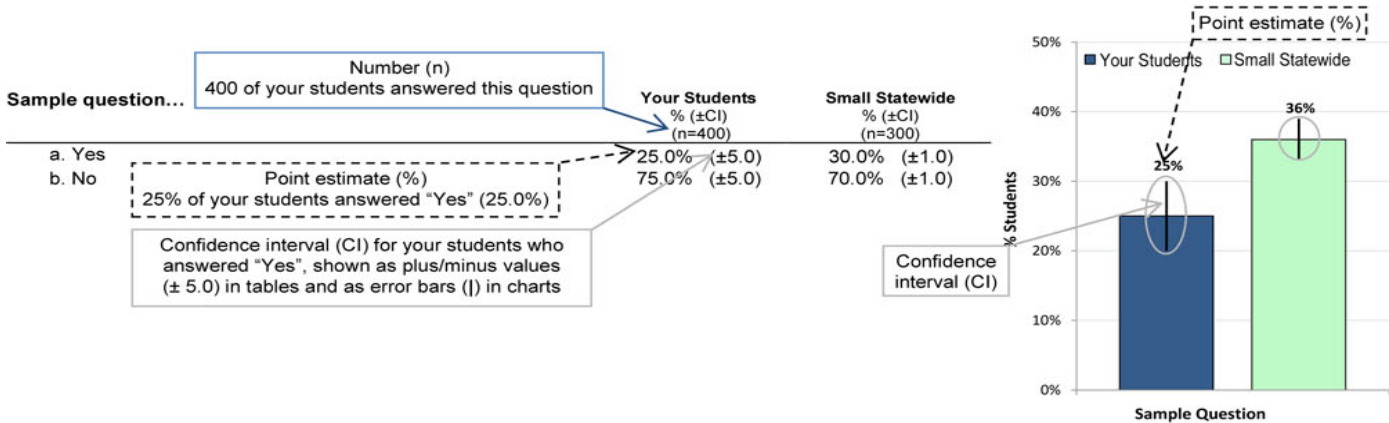 Number (n)
400 of your students answered this question
Sample question...
Your Students
% (±CI)
(n=400)
Small Statewide
% (±CI)
(n=300)
a. Yes
25.0% (±5.0)
30.0% (±1.0)
b. No
75.0% (±5.0)
70.0% (±1.0)
Point estimate (%)
25% of your students answered “Yes” (25.0%)
Confidence interval (CI) for your students who
answered “Yes”, shown as plus/minus values
(± 5.0) in tables and as error bars (|) in charts
Point estimate (%)
Your Students
Small Statewide
50%
40%
30%
20%
10%
0%
% Students
25%
36%
Confidence
interval (CI)
Sample Question